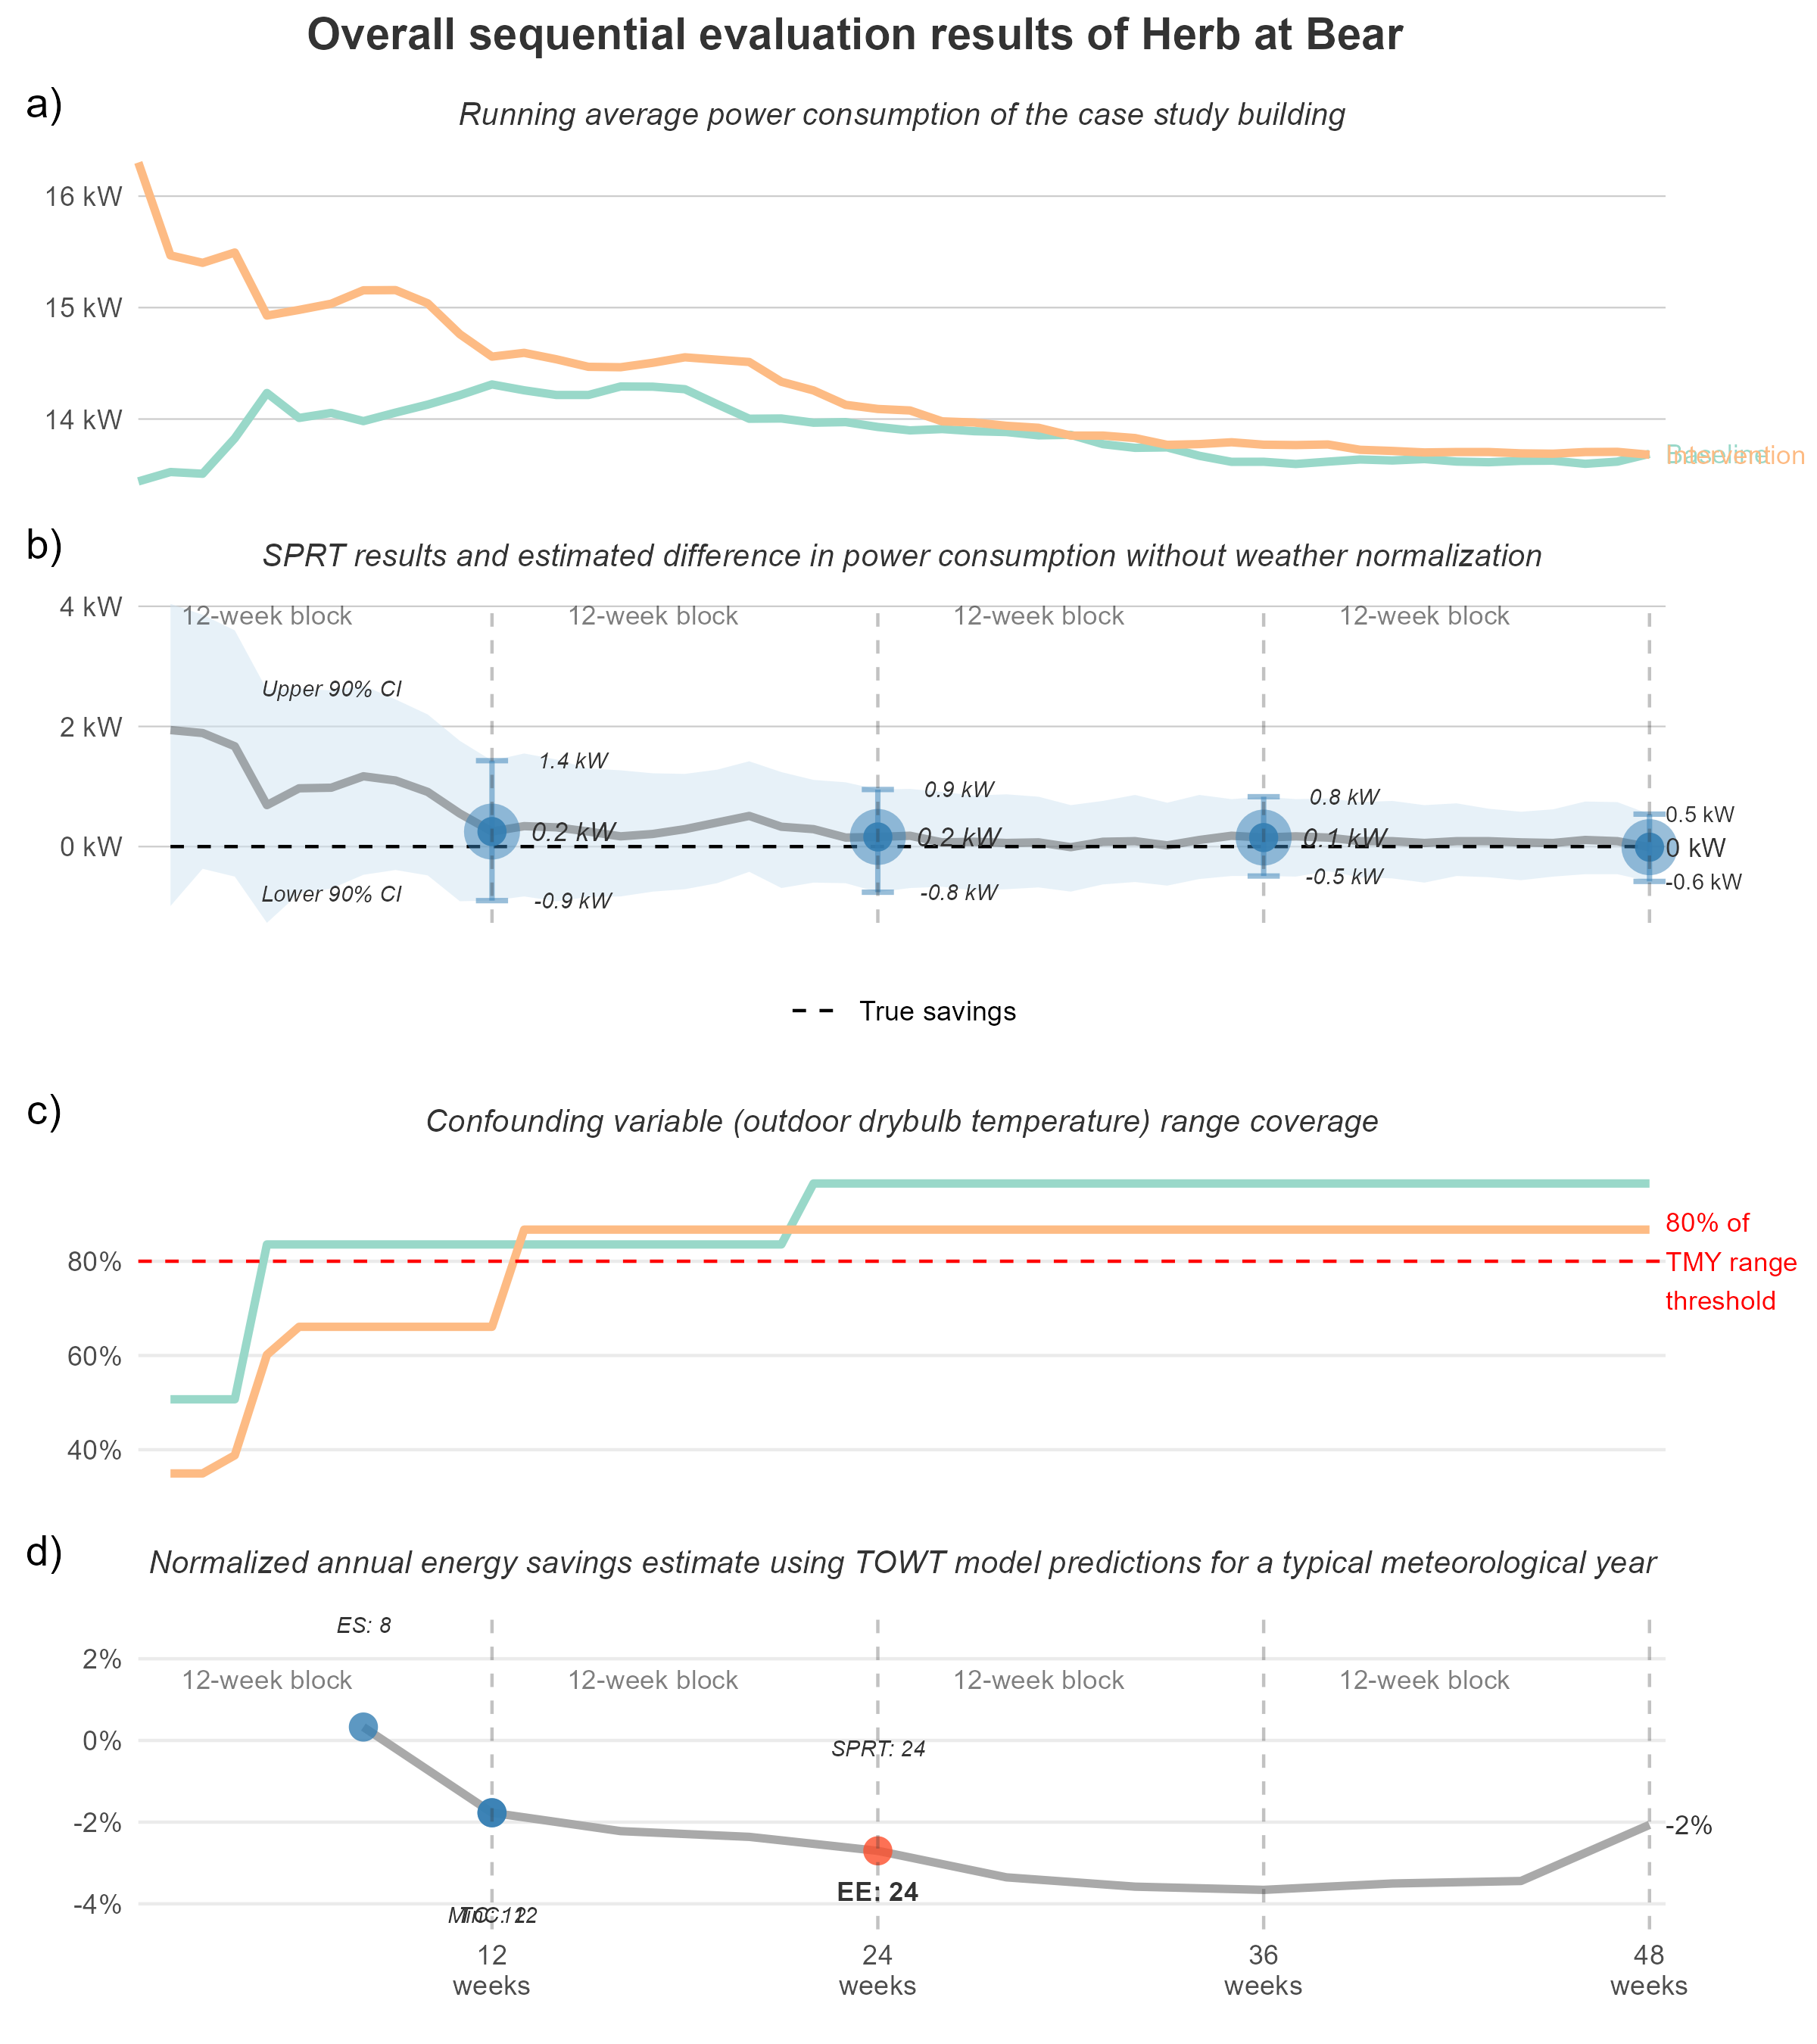 Overall sequential evaluation results of Herb at Bear
a)
Running average power consumption of the case study building
16 kW
15 kW
14 kW
Baseline
Intervention
b)
SPRT results and estimated difference in power consumption without weather normalization
4 kW
12-week block
12-week block
12-week block
12-week block
Upper 90% CI
2 kW
1.4 kW
0.9 kW
0.8 kW
0.5 kW
0 kW
0.2 kW
0.2 kW
0.1 kW
0 kW
Lower 90% CI
-0.9 kW
-0.8 kW
-0.5 kW
-0.6 kW
True savings
c)
Confounding variable (outdoor drybulb temperature) range coverage
80%
60%
40%
80% of
TMY range
threshold
d)
Normalized annual energy savings estimate using TOWT model predictions for a typical meteorological year
ES: 8
2%
12-week block
12-week block
12-week block
12-week block
0%
SPRT: 24
-2%
-2%
EE: 24
-4%
12
weeks
24
weeks
36
weeks
48
weeks